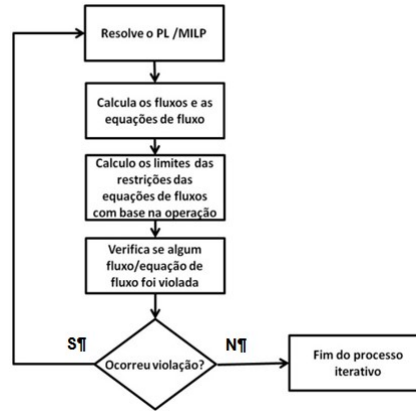 Resolve o PL /MILP
Calcula os fluxos e as
equações de fluxo
Calculo os limites das
restrições das
equações de fluxos
com base na operação
Verifica se algum
fluxo/equação de
fluxo foi violada
S¶
Ocorreu violação?
N¶
Fim do processo
iterativo